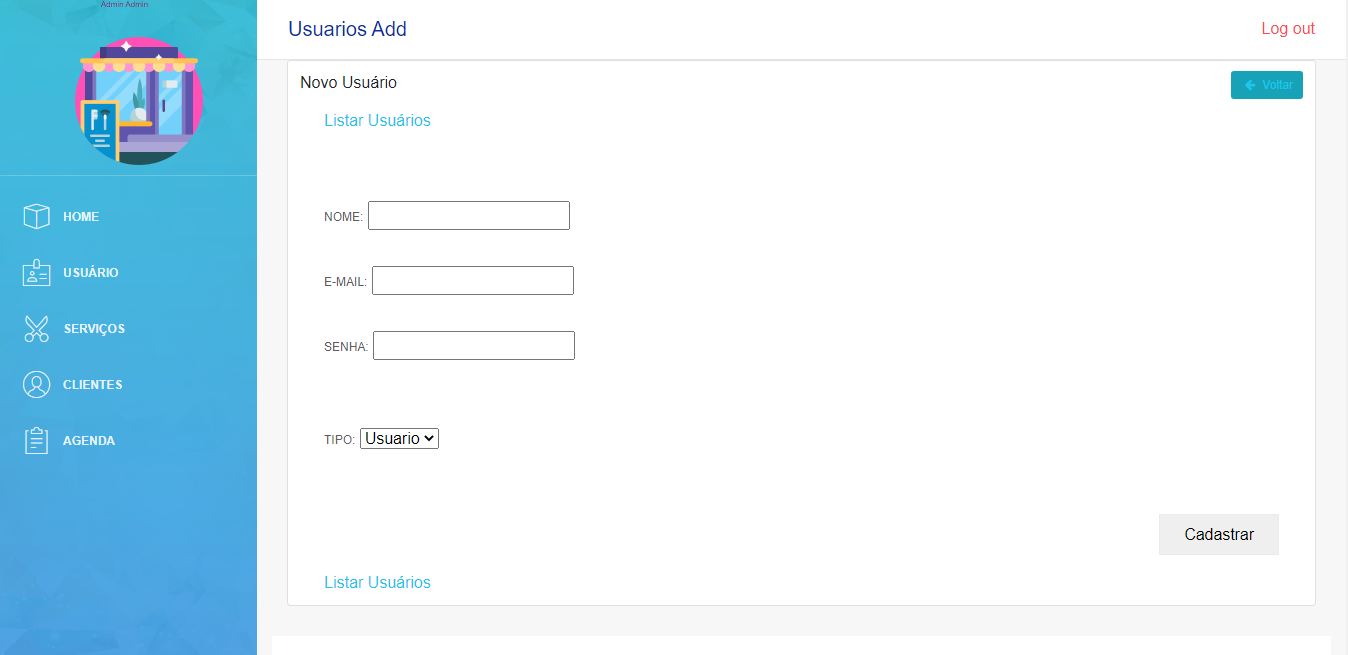 Admin Admin
HOME
USUÁRIO
SERVIÇOS
CLIENTES
AGENDA
Usuarios Add
Log out
Novo Usuário
Voltar
Listar Usuários
NOME:
E-MAIL:
SENHA:
TIPO: Usuario
Cadastrar
Listar Usuários